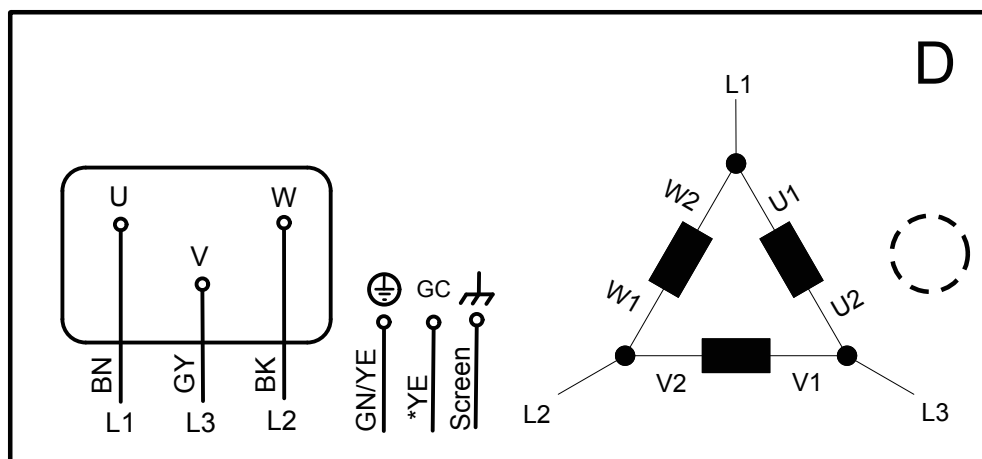 D
L1
U
W
V
W2
U1
GC
W1
U2
BN
GY
BK
GN/YE
*YE
Screen
V2
V1
L1
L3
L2
L2
L3